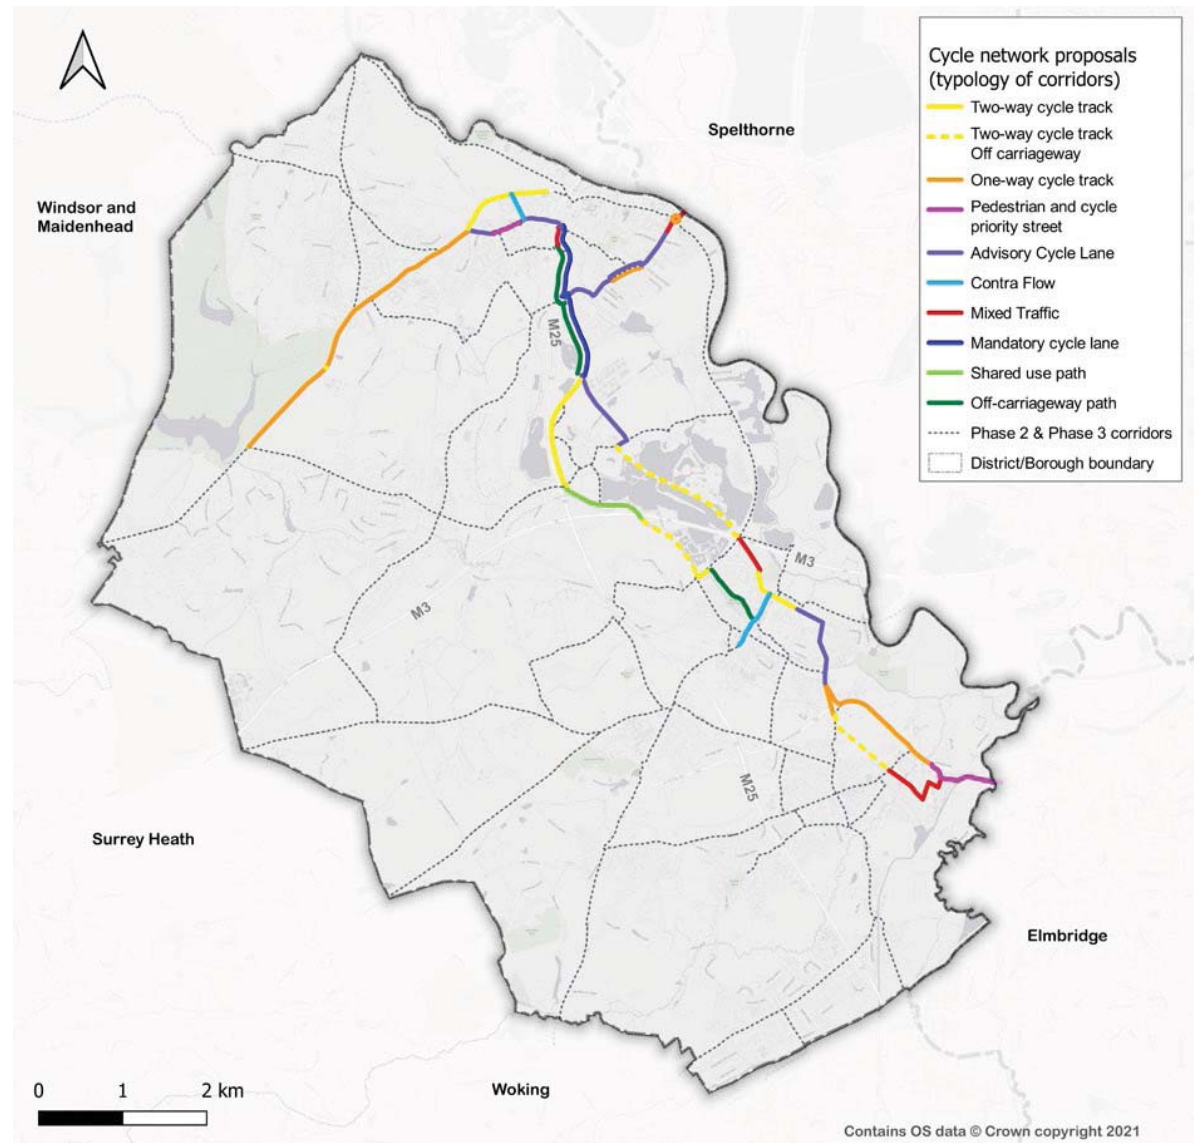 Cycle network proposals
(typology of corridors)
Two-way cycle track
Two-way cycle track
Off carriageway
One-way cycle track
Pedestrian and cycle
priority street
Advisory Cycle Lane
Contra Flow
Mixed Traffic
Mandatory cycle lane
Shared use path
Off-carriageway path
Phase 2 & Phase 3 corridors
District/Borough boundary
Spelthorne
Windsor and
Maidenhead
M25
M3
M3
M25
Surrey Heath
Elmbridge
Woking
0 1 2 km
Contains OS data © Crown copyright 2021